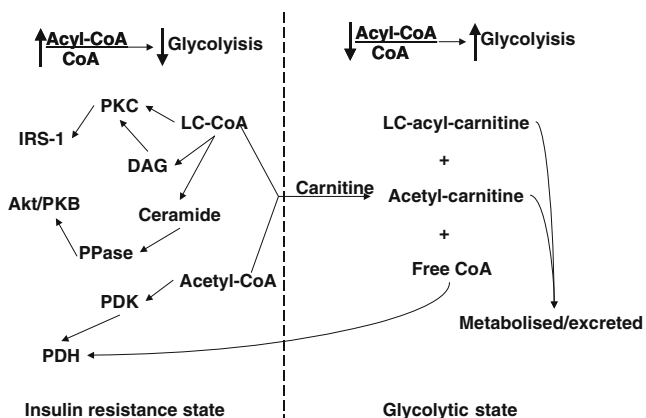 Acyl-CoA
CoA
Glycolyisis
Acyl-CoA
CoA
Glycolyisis
PKC
LC-CoA
IRS-1
DAG
Akt/PKB
Ceramide
PPase
Acetyl-CoA
PDK
PDH
Insulin resistance state
Carnitine
LC-acyl-carnitine
+
Acetyl-carnitine
+
Free CoA
Metabolised/excreted
Glycolytic state